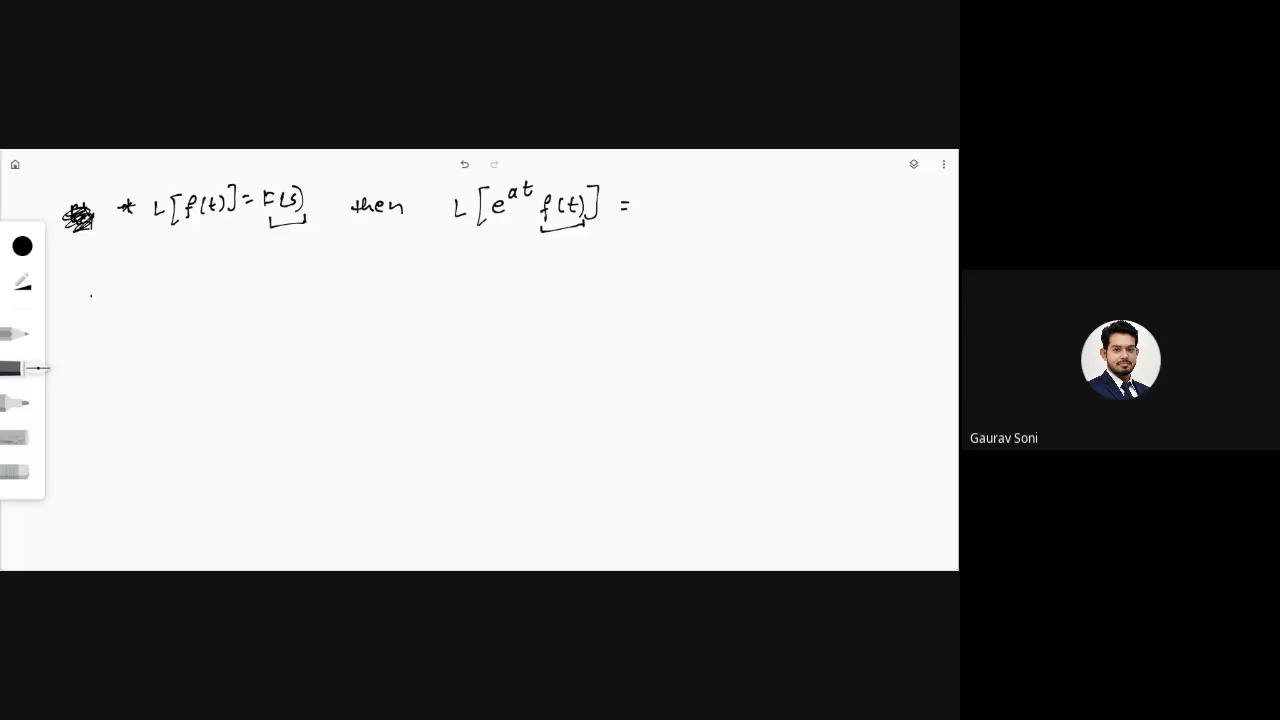 * L[f(t)] = F(s) then L[e^{at} f(t)] =
Gaurav Soni